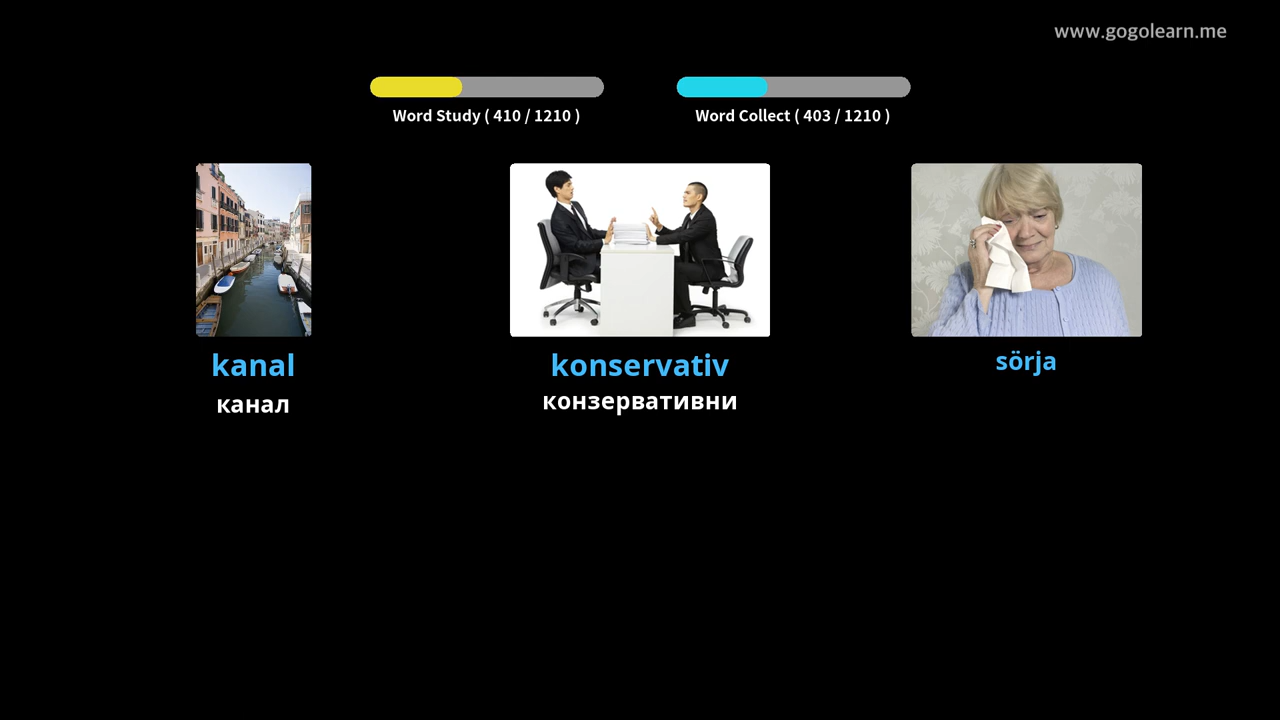 www.gogolearn.me
Word Study ( 410 / 1210 )
Word Collect ( 403 / 1210 )
kanal
канал
konservativ
конзервативни
sörja